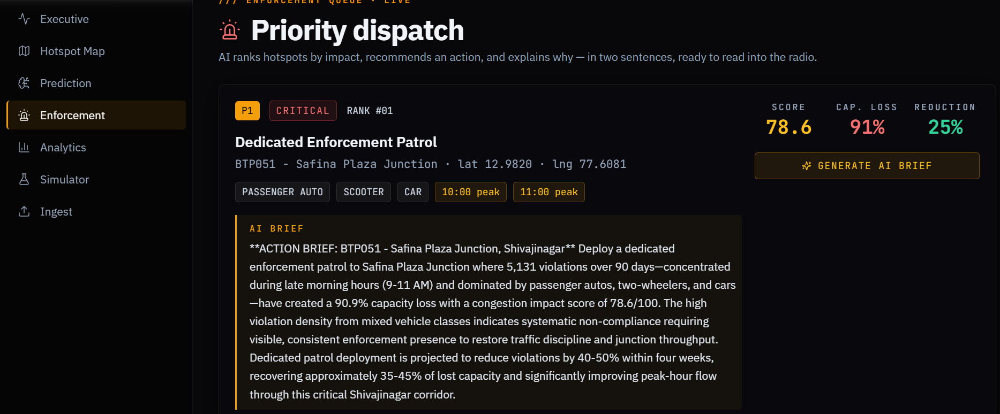 Executive
Hotspot Map
Prediction
Enforcement
Analytics
Simulator
Ingest
/// ENFORCEMENT QUEUE · LIVE
Priority dispatch
AI ranks hotspots by impact, recommends an action, and explains why — in two sentences, ready to read into the radio.
P1 CRITICAL RANK #01
SCORE CAP. LOSS REDUCTION
78.6 91% 25%
Dedicated Enforcement Patrol
BTP051 - Safina Plaza Junction · lat 12.9820 · lng 77.6081
GENERATE AI BRIEF
PASSENGER AUTO SCOOTER CAR 10:00 peak 11:00 peak
AI BRIEF
**ACTION BRIEF: BTP051 - Safina Plaza Junction, Shivajinagar** Deploy a dedicated
enforcement patrol to Safina Plaza Junction where 5,131 violations over 90 days—concentrated
during late morning hours (9-11 AM) and dominated by passenger autos, two-wheelers, and cars
—have created a 90.9% capacity loss with a congestion impact score of 78.6/100. The high
violation density from mixed vehicle classes indicates systematic non-compliance requiring
visible, consistent enforcement presence to restore traffic discipline and junction throughput.
Dedicated patrol deployment is projected to reduce violations by 40-50% within four weeks,
recovering approximately 35-45% of lost capacity and significantly improving peak-hour flow
through this critical Shivajinagar corridor.